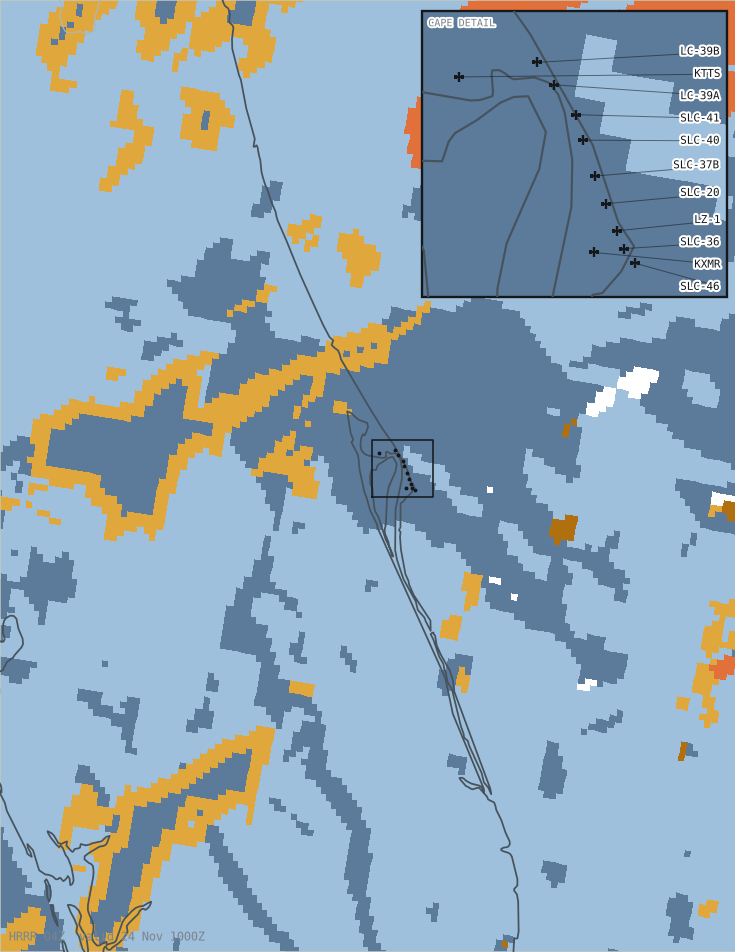 CAPE DETAIL
LC-39B
KTTS
LC-39A
SLC-41
SLC-40
SLC-37B
SLC-20
LZ-1
SLC-36
KXMR
SLC-46
HRRR 24 Nov 1000Z